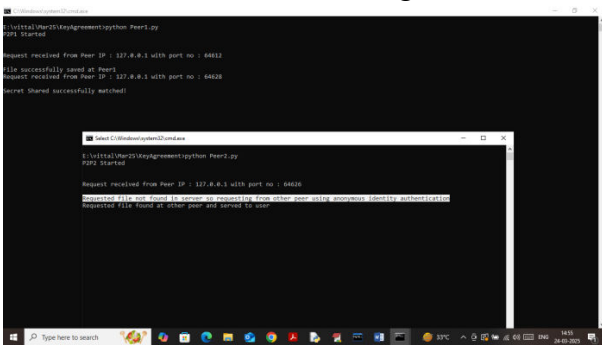 C:\Windows\system32\cmd.exe
E:\vittal\Mar25\KeyAgreement>python Peer1.py
P2P1 Started
Request received from Peer IP : 127.0.0.1 with port no : 64612
File successfully saved at Peer1
Request received from Peer IP : 127.0.0.1 with port no : 64628
Secret Shared successfully matched!
Select C:\Windows\system32\cmd.exe
E:\vittal\Mar25\KeyAgreement>python Peer2.py
P2P2 Started
Request received from Peer IP : 127.0.0.1 with port no : 64626
Requested file not found in server so requesting from other peer using anonymous identity authentication
Requested file found at other peer and served to user
Type here to search
33°C
ENG
14:55
24-03-2025